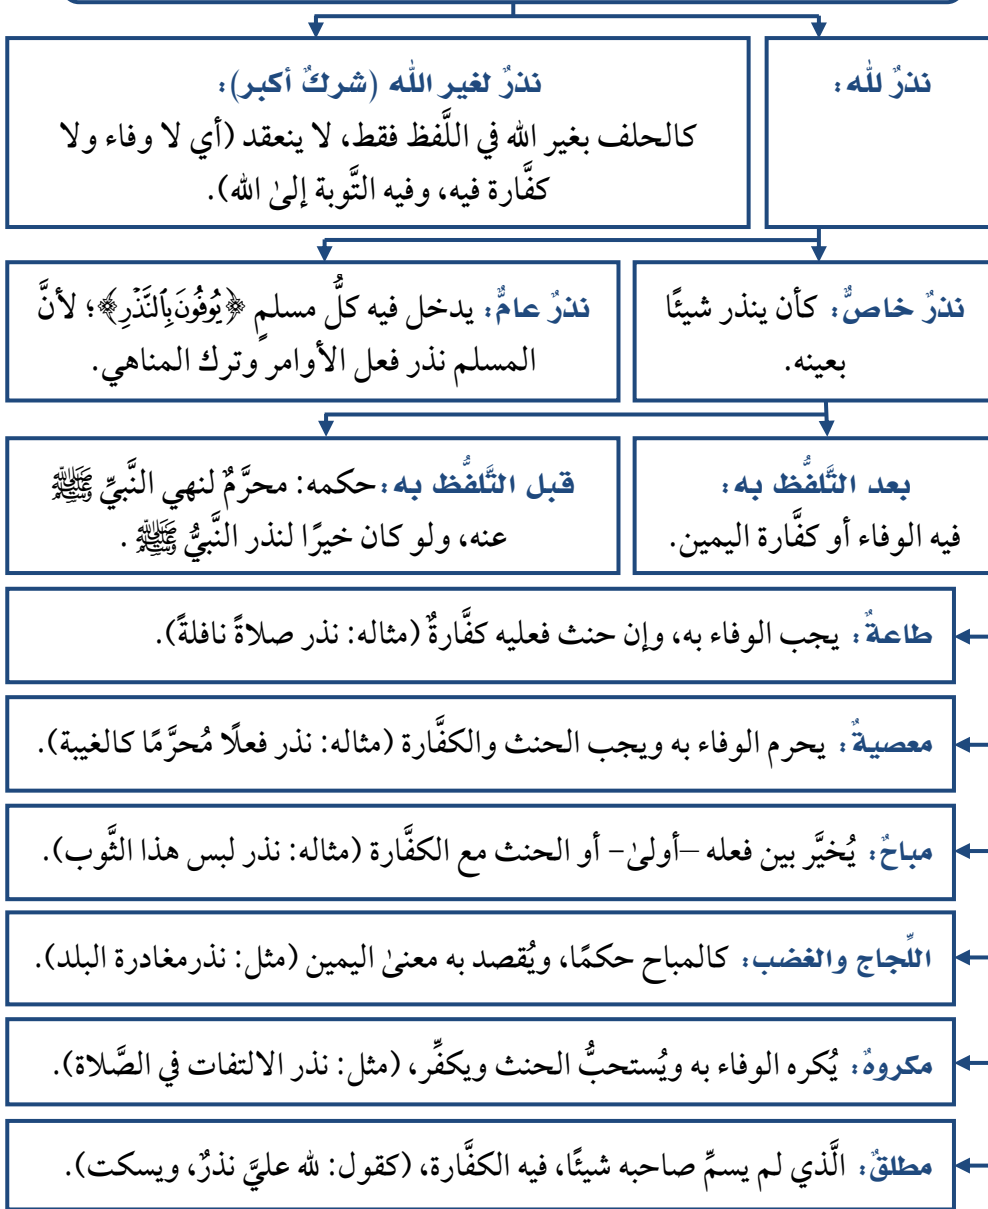 نذرٌ لله:
نذرٌ لغير الله (شركٌ أكبر):
كالحلف بغير الله في اللَّفظ فقط، لا ينعقد (أي لا وفاء ولا
كفَّارة فيه، وفيه التَّوبة إلىٰ الله).
نذرٌ خاصٌّ: كأن ينذر شيئًا
بعينه.
نذرٌ عامٌّ: يدخل فيه كلُّ مسلمٍ ﴿يُوفُونَ بِٱلنَّذۡرِ﴾؛ لأنَّ
المسلم نذر فعل الأوامر وترك المناهي.
بعد التَّلفُّظ به:
فيه الوفاء أو كفَّارة اليمين.
قبل التَّلفُّظ به: حكمه: محرَّمٌ لنهي النَّبيِّ ﷺ
عنه، ولو كان خيرًا لنذر النَّبيُّ ﷺ.
طاعةٌ: يجب الوفاء به، وإن حنث فعليه كفَّارةٌ (مثاله: نذر صلاةً نافلةً).
معصيةٌ: يحرم الوفاء به ويجب الحنث والكفَّارة (مثاله: نذر فعلًا مُحرَّمًا كالغيبة).
مباحٌ: يُخيَّر بين فعله –أولىٰ- أو الحنث مع الكفَّارة (مثاله: نذر لبس هذا الثَّوب).
اللِّجاج والغضب: كالمباح حكمًا، ويُقصد به معنىٰ اليمين (مثل: نذر مغادرة البلد).
مكروهٌ: يُكره الوفاء به ويُستحبُّ الحنث ويكفِّر، (مثل: نذر الالتفات في الصَّلاة).
مطلقٌ: الَّذي لم يسمِّ صاحبه شيئًا، فيه الكفَّارة، (كقول: لله عليَّ نذرٌ، ويسكت).